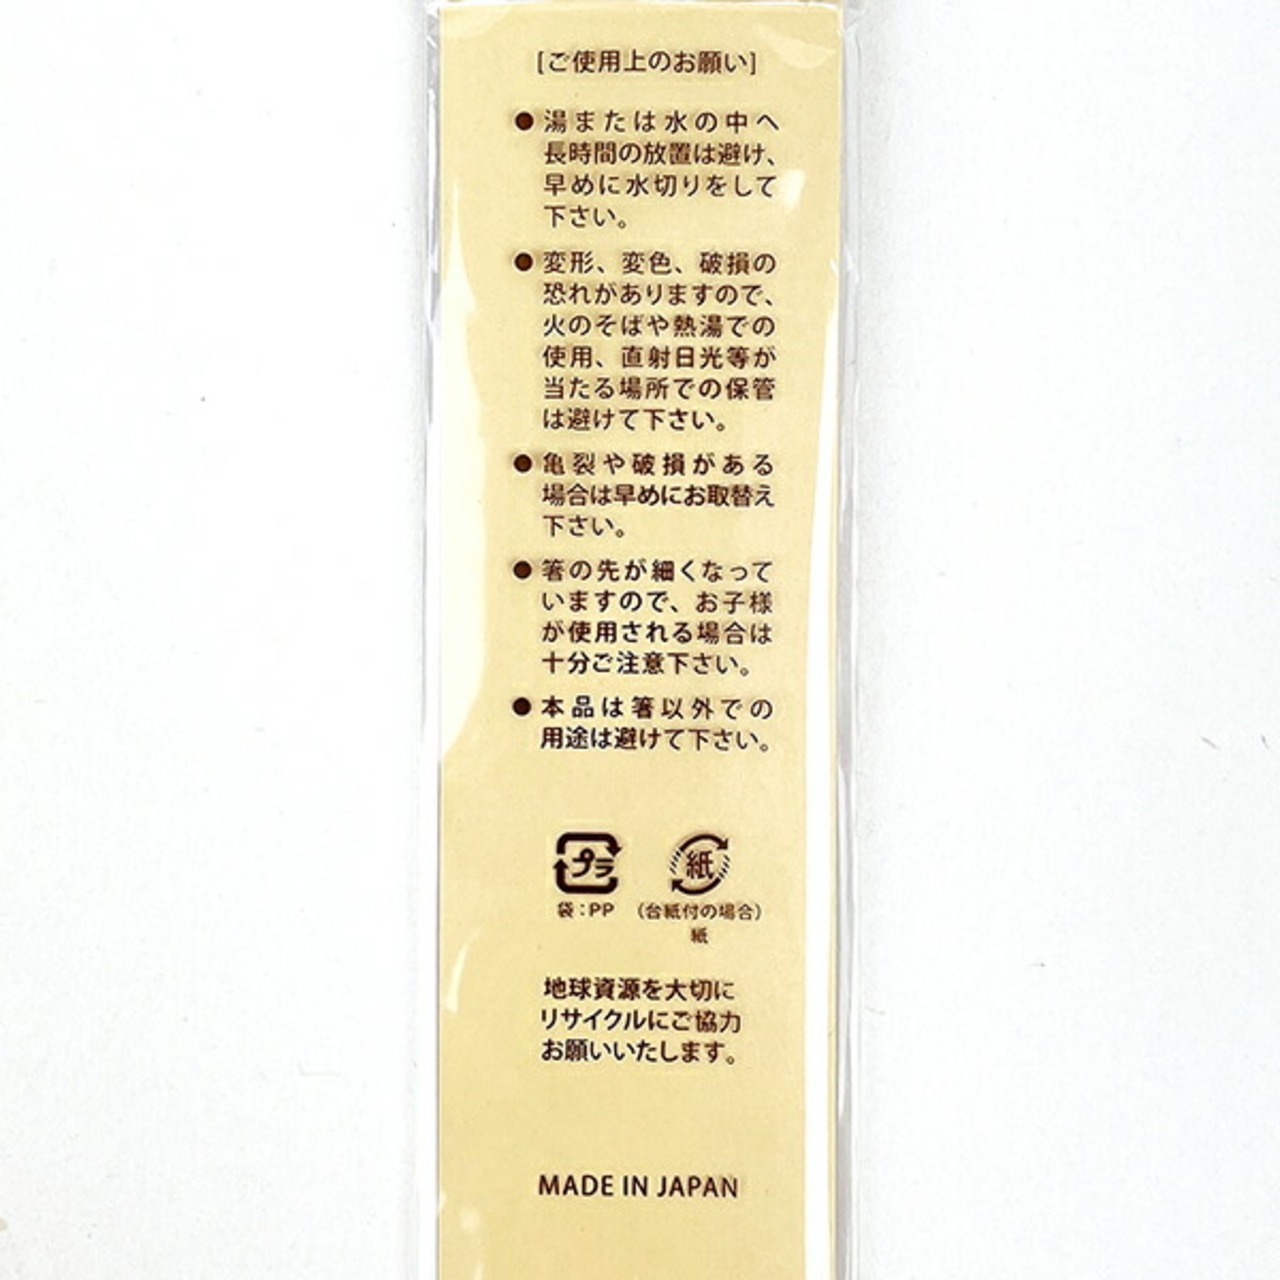 [ご使用上のお願い]
●湯または水の中へ
長時間の放置は避け、
早めに水切りをして
下さい。
●変形、変色、破損の
恐れがありますので、
火のそばや熱湯での
使用、直射日光等が
当たる場所での保管
は避けて下さい。
●亀裂や破損がある
場合は早めにお取替え
下さい。
●箸の先が細くなって
いますので、お子様
が使用される場合は
十分ご注意下さい。
●本品は箸以外での
用途は避けて下さい。
プラ 紙
袋:PP (台紙付の場合)
紙
地球資源を大切に
リサイクルにご協力
お願いいたします。
MADE IN JAPAN